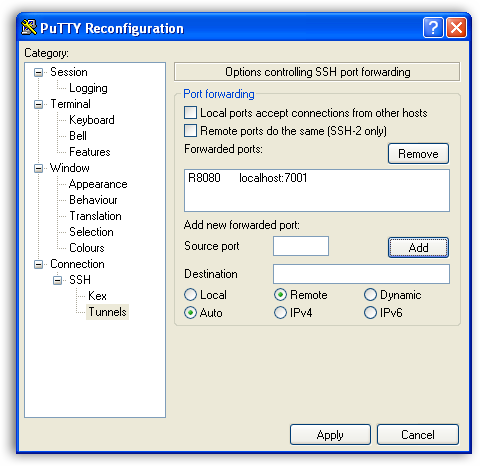 PuTTY Reconfiguration
Category:
Session
Logging
Terminal
Keyboard
Bell
Features
Window
Appearance
Behaviour
Translation
Selection
Colours
Connection
SSH
Kex
Tunnels
Options controlling SSH port forwarding
Port forwarding
Local ports accept connections from other hosts
Remote ports do the same (SSH-2 only)
Forwarded ports:
Remove
R8080 localhost:7001
Add new forwarded port:
Source port
Add
Destination
Local Remote Dynamic
Auto IPv4 IPv6
Apply Cancel